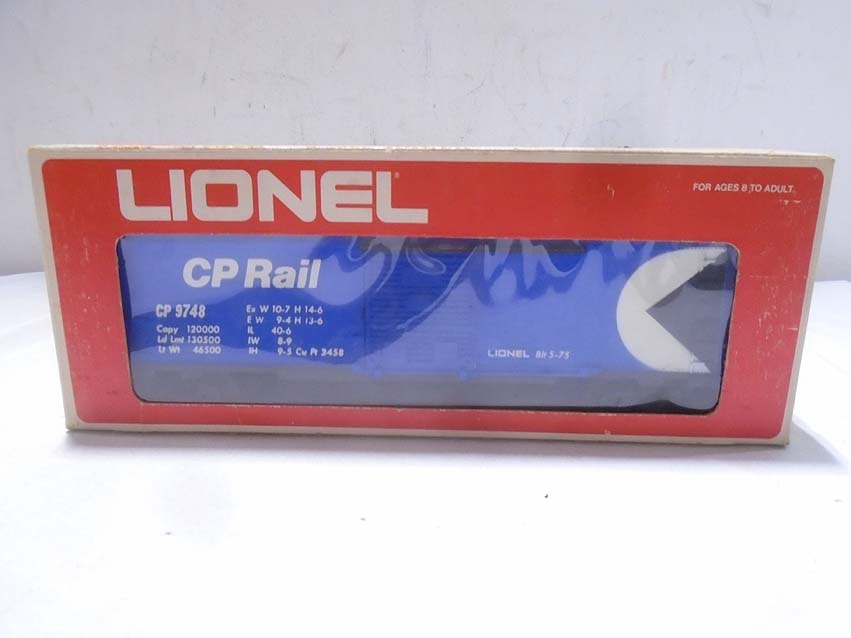 LIONEL
FOR AGES 8 TO ADULT
CP Rail
CP 9748
Capy 120000
Ld Lmt 130500
Lt Wt 46500
Ex W 10-7 H 14-6
E W 9-4 H 13-6
IL 40-6
IW 8-9
IH 9-5 Cu Ft 3458
LIONEL Blt 5-75